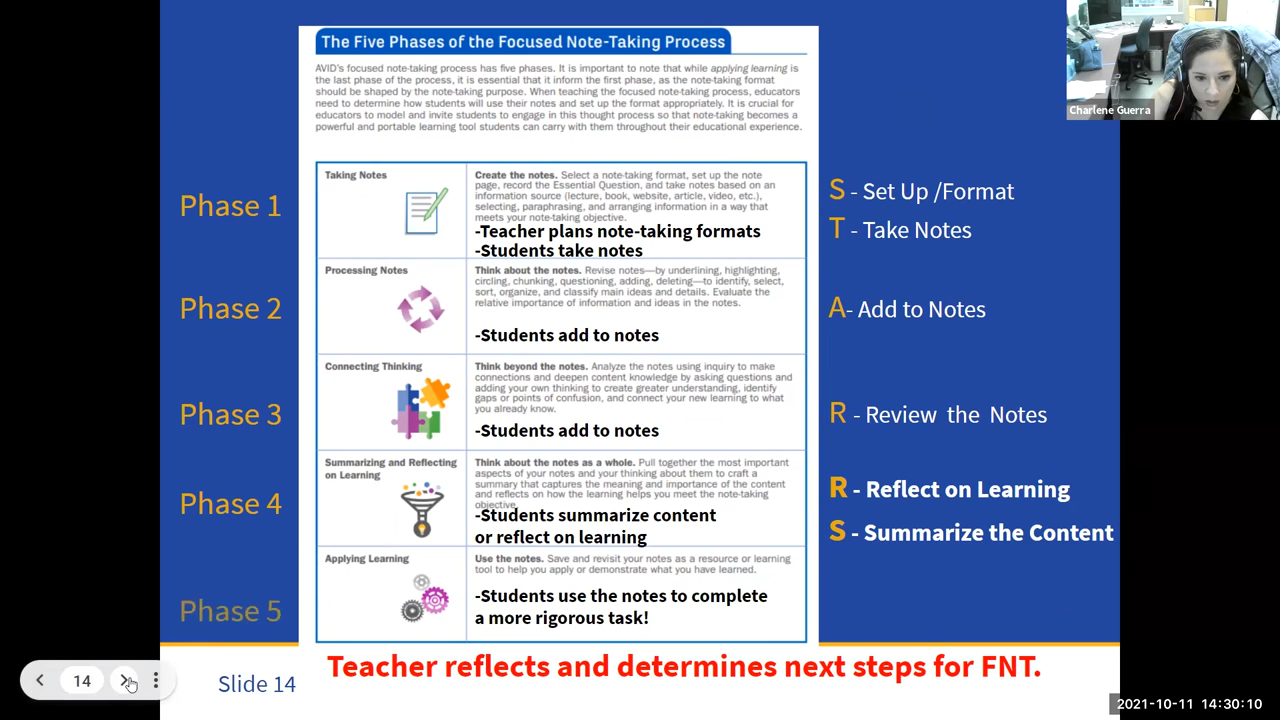 The Five Phases of the Focused Note-Taking Process
AVID's focused note-taking process has five phases. It is important to note that while applying learning is
the last phase of the process, it is essential that it inform the first phase, as the note-taking format
should be shaped by the note-taking purpose. When teaching the focused note-taking process, educators
need to determine how students will use their notes and set up the format appropriately. It is crucial for
educators to model and invite students to engage in this thought process so that note-taking becomes a
powerful and portable learning tool students can carry with them throughout their educational experience.
Charlene Guerra
Phase 1
Taking Notes
Create the notes. Select a note-taking format, set up the note
page, record the Essential Question, and take notes based on an
information source (lecture, book, website, article, video, etc.),
selecting, paraphrasing, and arranging information in a way that
meets your note-taking objective.
-Teacher plans note-taking formats
-Students take notes
S - Set Up /Format
T - Take Notes
Phase 2
Processing Notes
Think about the notes. Revise notes—by underlining, highlighting,
circling, chunking, questioning, adding, deleting—to identify, select,
sort, organize, and classify main ideas and details. Evaluate the
relative importance of information and ideas in the notes.
-Students add to notes
A- Add to Notes
Phase 3
Connecting Thinking
Think beyond the notes. Analyze the notes using inquiry to make
connections and deepen content knowledge by asking questions and
adding your own thinking to create greater understanding, identify
gaps or points of confusion, and connect your new learning to what
you already know.
-Students add to notes
R - Review the Notes
Phase 4
Summarizing and Reflecting
on Learning
Think about the notes as a whole. Pull together the most important
aspects of your notes and your thinking about them to craft a
summary that captures the meaning and importance of the content
and reflects on how the learning helps you meet the note-taking
objective.
-Students summarize content
or reflect on learning
R - Reflect on Learning
S - Summarize the Content
Phase 5
Applying Learning
Use the notes. Save and revisit your notes as a resource or learning
tool to help you apply or demonstrate what you have learned.
-Students use the notes to complete
a more rigorous task!
Teacher reflects and determines next steps for FNT.
14
Slide 14
2021-10-11 14:30:10